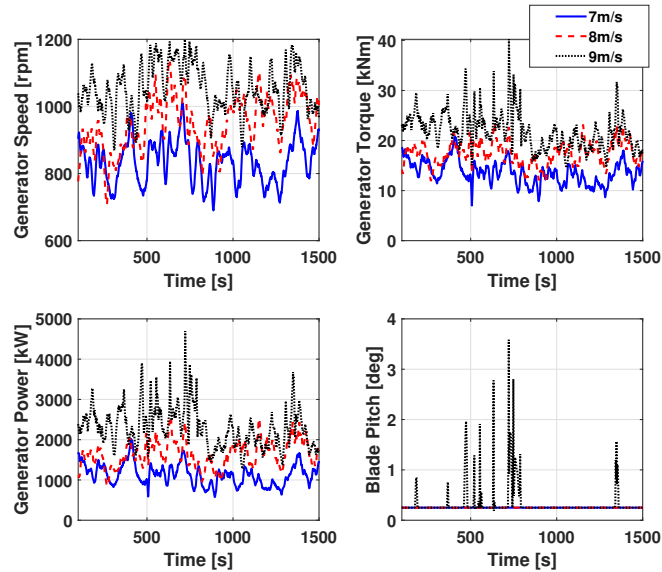 7m/s
8m/s
9m/s
1200
1000
800
600
Generator Speed [rpm]
500 1000 1500
Time [s]
40
30
20
10
0
Generator Torque [kNm]
500 1000 1500
Time [s]
5000
4000
3000
2000
1000
0
Generator Power [kW]
500 1000 1500
Time [s]
4
3
2
1
0
Blade Pitch [deg]
500 1000 1500
Time [s]